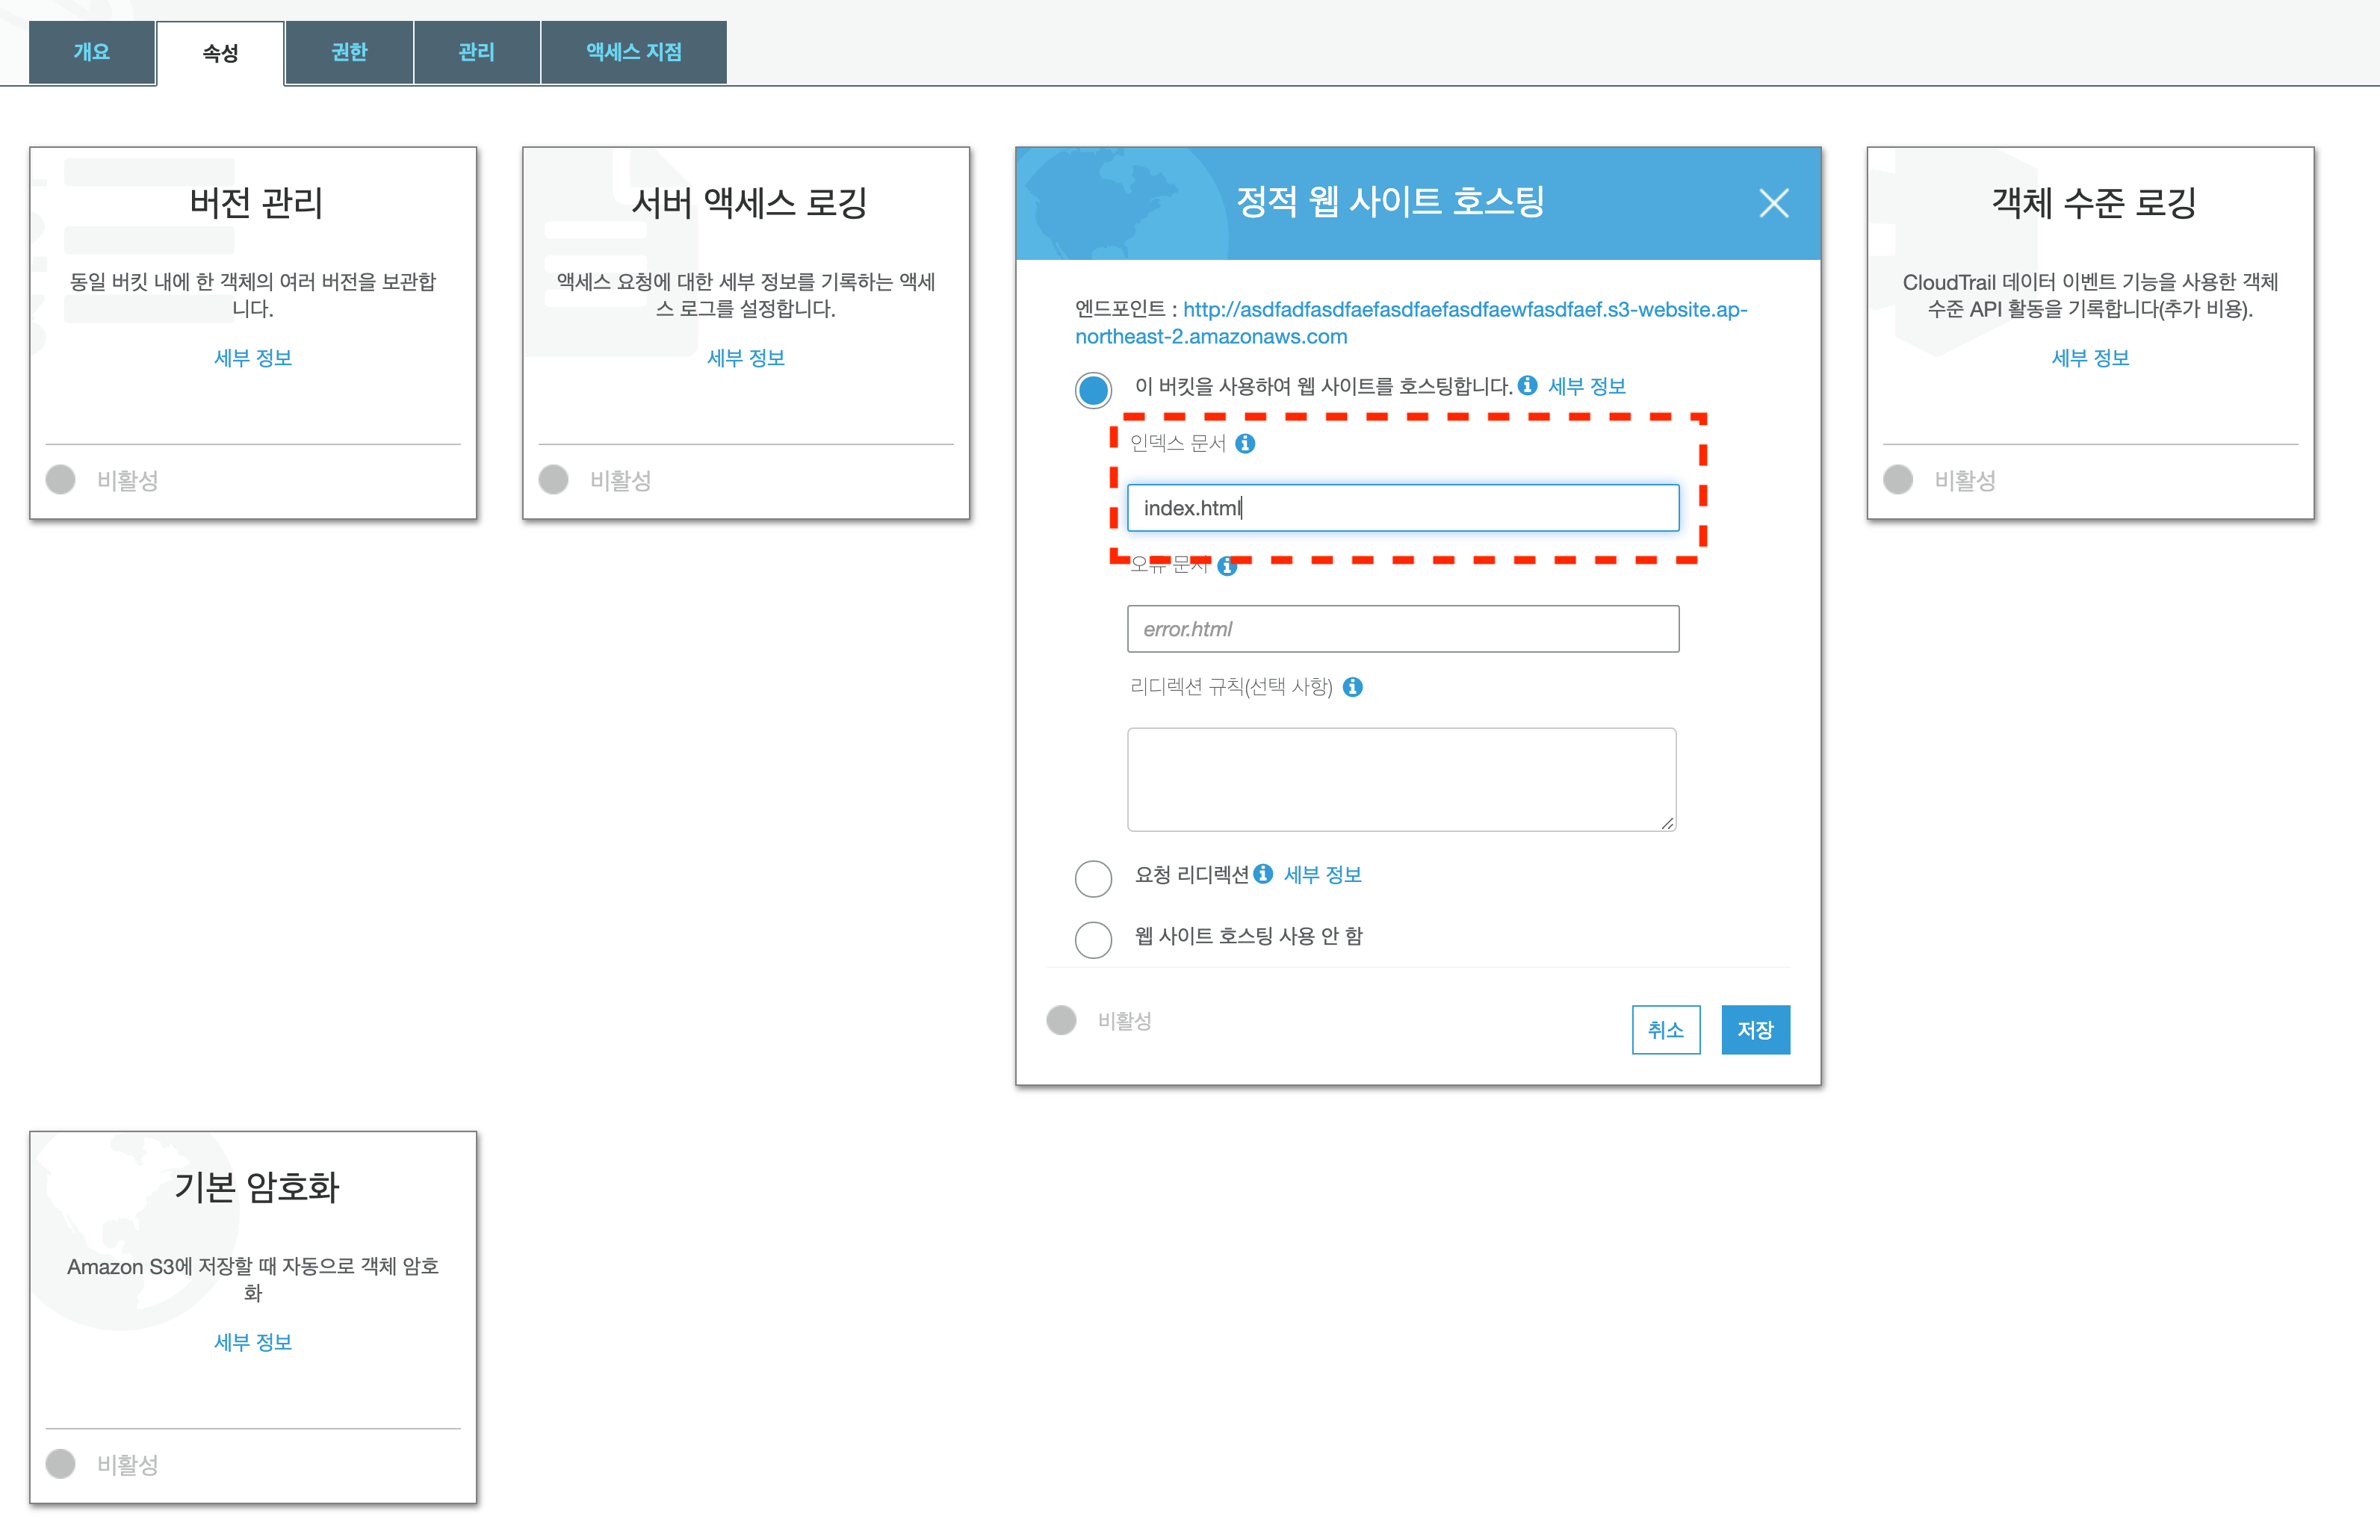 개요
속성
권한
관리
액세스 지점
버전 관리
동일 버킷 내에 한 객체의 여러 버전을 보관합
니다.
세부 정보
비활성
서버 액세스 로깅
액세스 요청에 대한 세부 정보를 기록하는 액세
스 로그를 설정합니다.
세부 정보
비활성
정적 웹 사이트 호스팅
엔드포인트 : http://asdfadfasdfaefasdfaefasdfaewfasdfaef.s3-website.ap-
northeast-2.amazonaws.com
이 버킷을 사용하여 웹 사이트를 호스팅합니다. 세부 정보
인덱스 문서
index.html
오류 문서
error.html
리디렉션 규칙(선택 사항)
요청 리디렉션 세부 정보
웹 사이트 호스팅 사용 안 함
비활성
취소
저장
객체 수준 로깅
CloudTrail 데이터 이벤트 기능을 사용한 객체
수준 API 활동을 기록합니다(추가 비용).
세부 정보
비활성
기본 암호화
Amazon S3에 저장할 때 자동으로 객체 암호
화
세부 정보
비활성